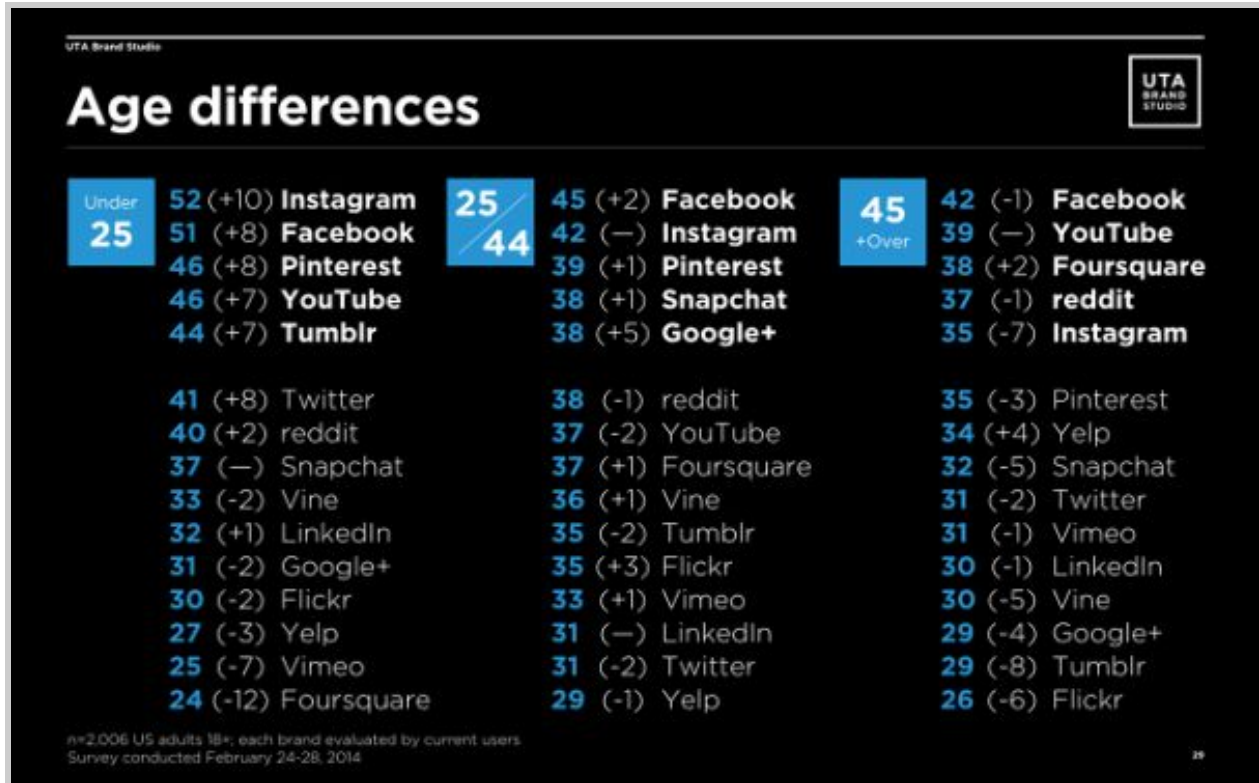 UTA Brand Studio
UTA
BRAND
STUDIO
Age differences
Under
25
52 (+10) Instagram
51 (+8) Facebook
46 (+8) Pinterest
46 (+7) YouTube
44 (+7) Tumblr
41 (+8) Twitter
40 (+2) reddit
37 (—) Snapchat
33 (-2) Vine
32 (+1) LinkedIn
31 (-2) Google+
30 (-2) Flickr
27 (-3) Yelp
25 (-7) Vimeo
24 (-12) Foursquare
25
44
45 (+2) Facebook
42 (—) Instagram
39 (+1) Pinterest
38 (+1) Snapchat
38 (+5) Google+
38 (-1) reddit
37 (-2) YouTube
37 (+1) Foursquare
36 (+1) Vine
35 (-2) Tumblr
35 (+3) Flickr
33 (+1) Vimeo
31 (—) LinkedIn
31 (-2) Twitter
29 (-1) Yelp
45
+Over
42 (-1) Facebook
39 (—) YouTube
38 (+2) Foursquare
37 (-1) reddit
35 (-7) Instagram
35 (-3) Pinterest
34 (+4) Yelp
32 (-5) Snapchat
31 (-2) Twitter
31 (-1) Vimeo
30 (-1) LinkedIn
30 (-5) Vine
29 (-4) Google+
29 (-8) Tumblr
26 (-6) Flickr
n=2,006 US adults 18+; each brand evaluated by current users
Survey conducted February 24-28, 2014
29